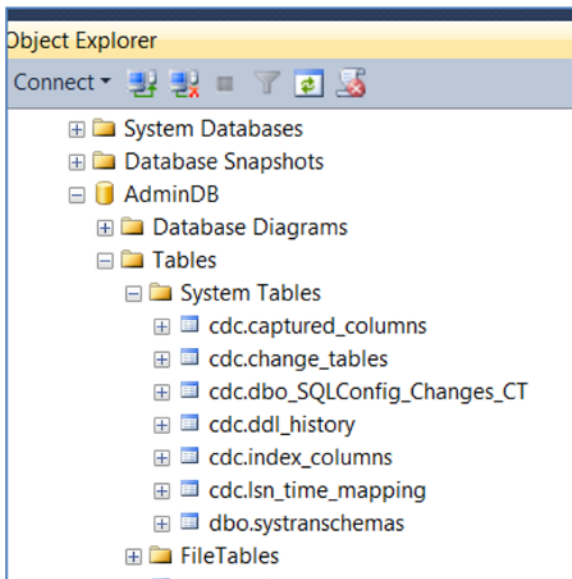 Object Explorer
Connect
System Databases
Database Snapshots
AdminDB
Database Diagrams
Tables
System Tables
cdc.captured_columns
cdc.change_tables
cdc.dbo_SQLConfig_Changes_CT
cdc.ddl_history
cdc.index_columns
cdc.lsn_time_mapping
dbo.systranschemas
FileTables